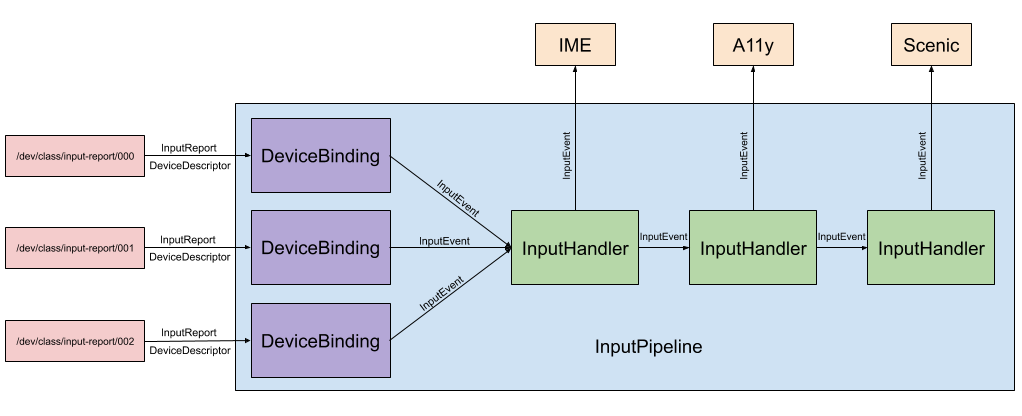 IME
A11y
Scenic
InputEvent
InputEvent
InputEvent
/dev/class/input-report/000
InputReport
DeviceDescriptor
DeviceBinding
InputEvent
/dev/class/input-report/001
InputReport
DeviceDescriptor
DeviceBinding
InputEvent
InputHandler
InputEvent
InputHandler
InputEvent
InputHandler
/dev/class/input-report/002
InputReport
DeviceDescriptor
DeviceBinding
InputEvent
InputPipeline